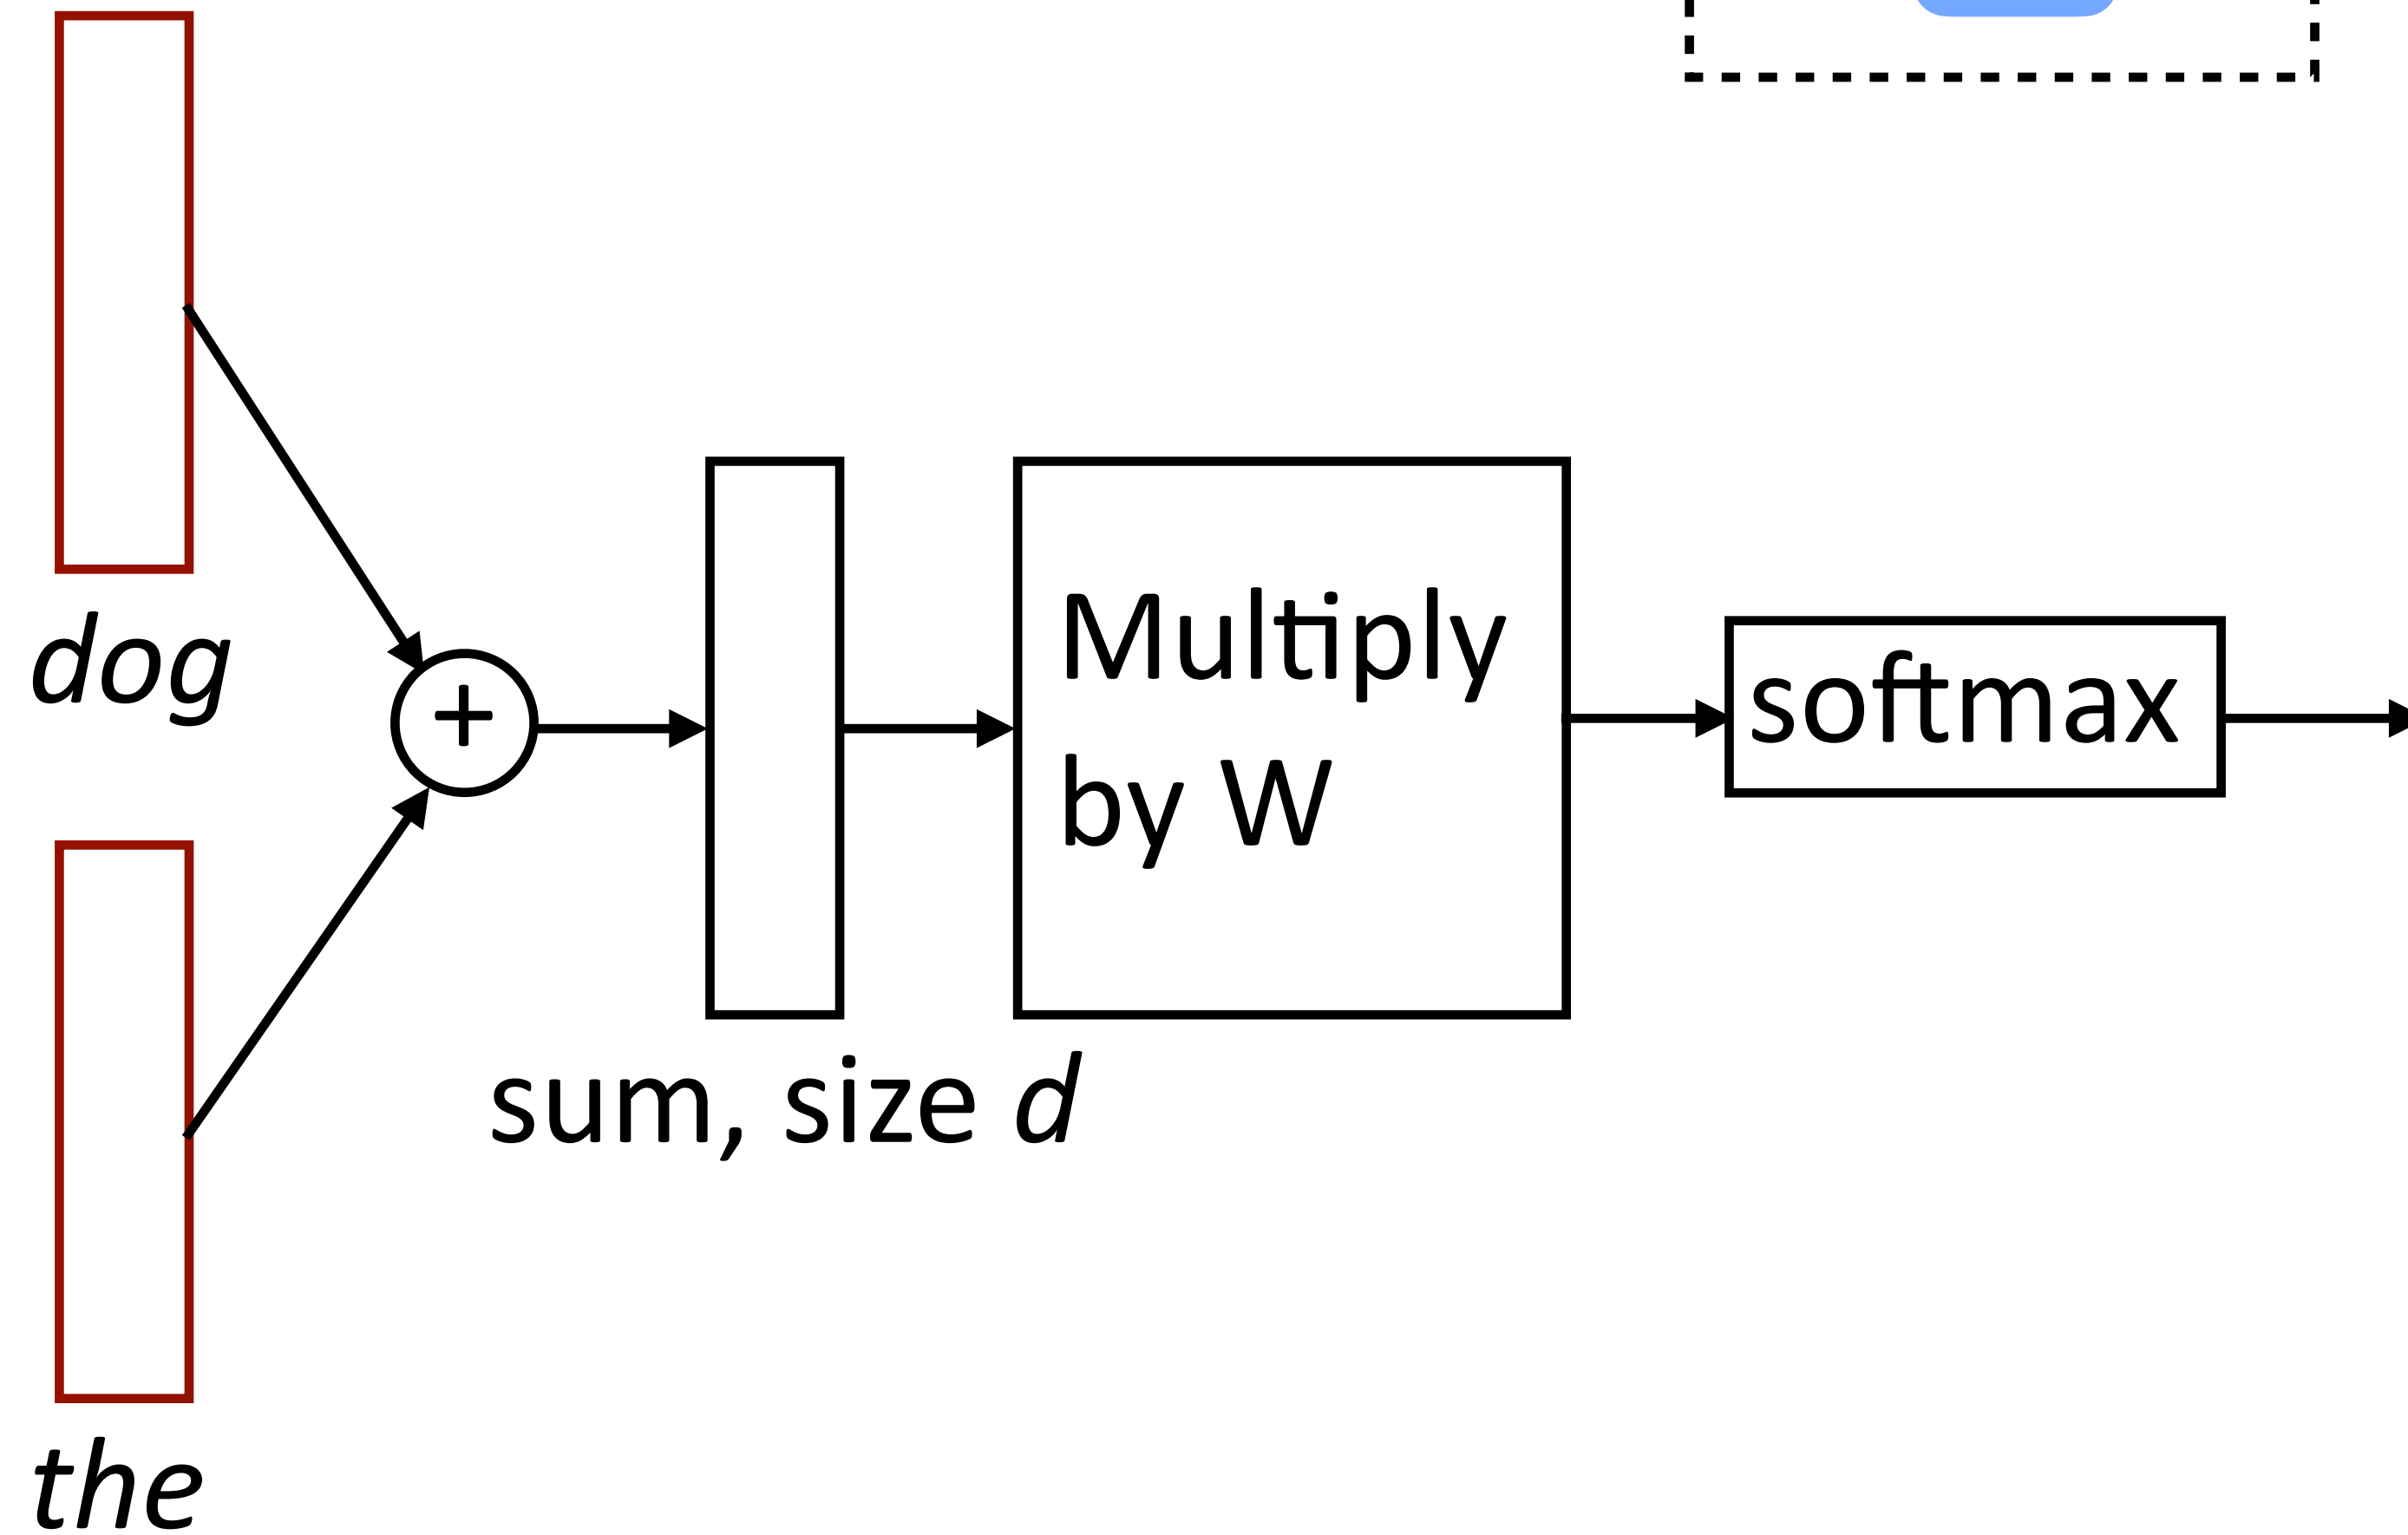 dog
+
Multiply
by W
softmax
sum, size d
the